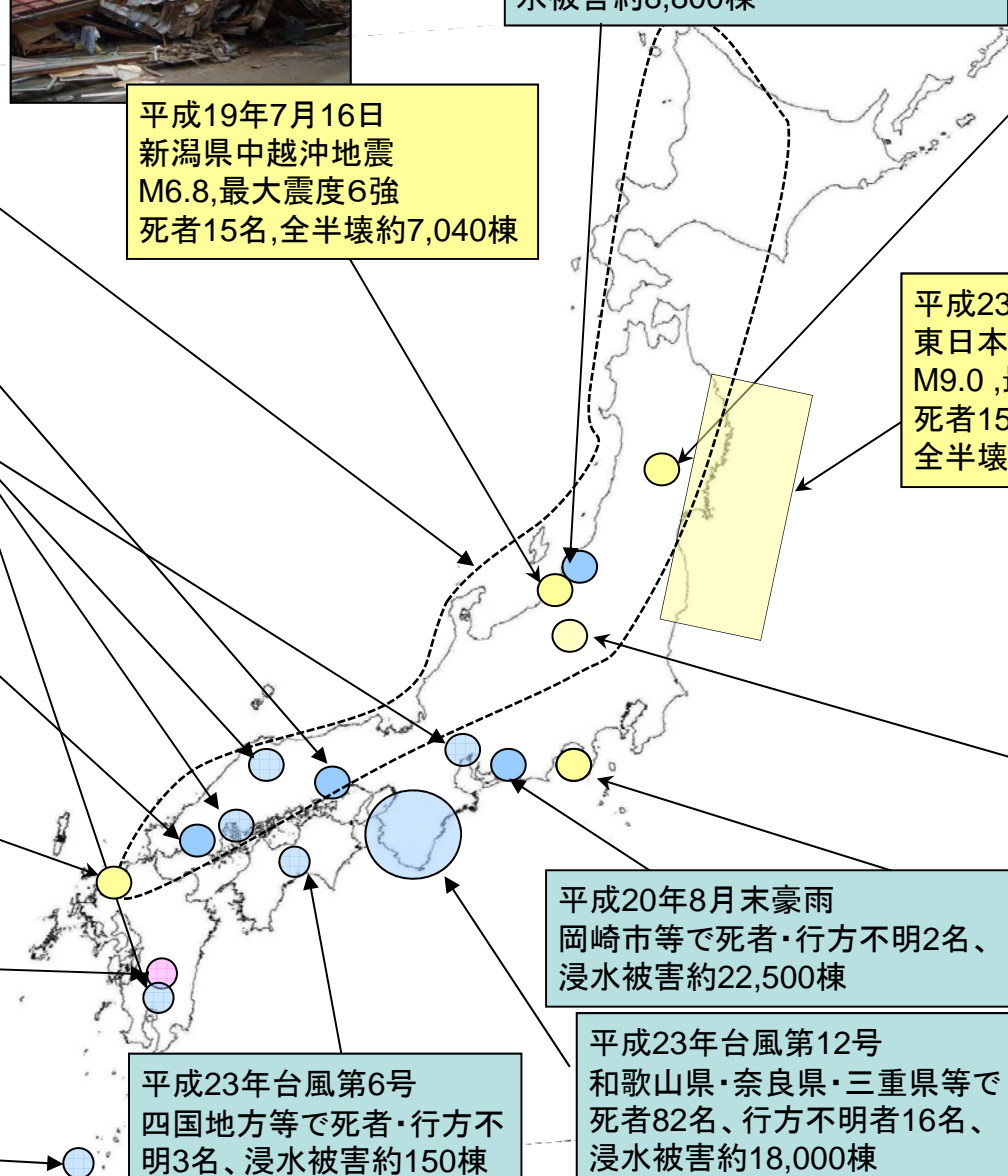 水被害約8,800棟
平成19年7月16日
新潟県中越沖地震
M6.8,最大震度6強
死者15名,全半壊約7,040棟
平成23
東日本
M9.0 ,
死者15
全半壊
平成20年8月末豪雨
岡崎市等で死者・行方不明2名、
浸水被害約22,500棟
平成23年台風第12号
和歌山県・奈良県・三重県等で
死者82名、行方不明者16名、
浸水被害約18,000棟
平成23年台風第6号
四国地方等で死者・行方不
明3名、浸水被害約150棟